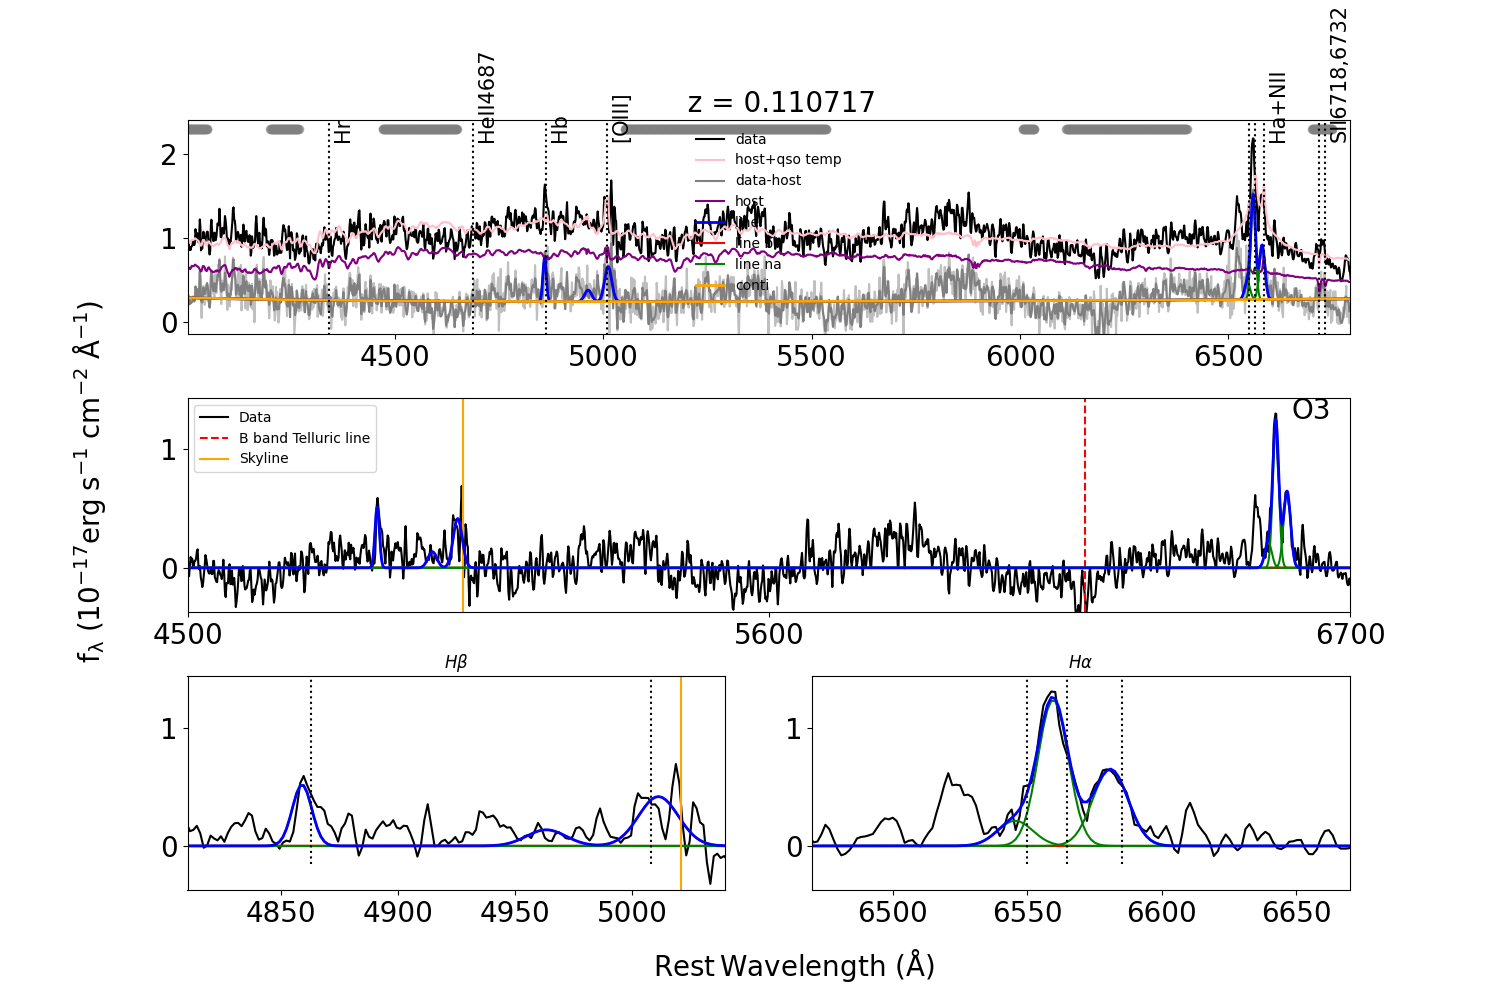 z = 0.110717
Hr
HeII4687
Hb
[OIII]
Ha+NII
SII6718,6732
data
host+qso temp
data-host
host
line
line
line na
conti
2
1
0
4500
5000
5500
6000
6500
fλ (10⁻¹⁷erg s⁻¹ cm⁻² Å⁻¹)
Data
B band Telluric line
Skyline
O3
1
0
4500
5600
6700
Hβ
1
0
4850
4900
4950
5000
Hα
1
0
6500
6550
6600
6650
Rest Wavelength (Å)